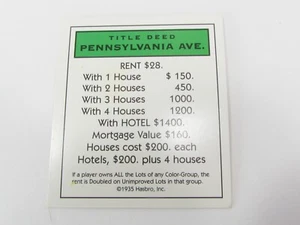 TITLE DEED
PENNSYLVANIA AVE.
RENT $28.
With 1 House $ 150.
With 2 Houses 450.
With 3 Houses 1000.
With 4 Houses 1200.
With HOTEL $1400.
Mortgage Value $160.
Houses cost $200. each
Hotels, $200. plus 4 houses
If a player owns ALL the Lots of any Color-Group, the
rent is Doubled on Unimproved Lots in that group.
©1935 Hasbro, Inc.